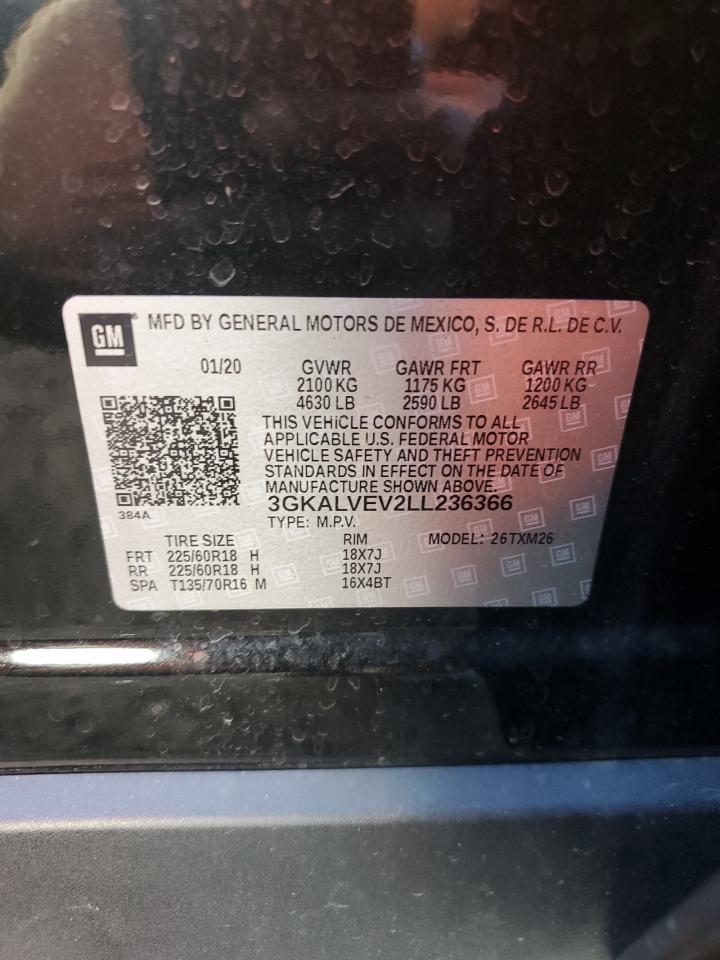 GM® MFD BY GENERAL MOTORS DE MEXICO, S. DE R.L. DE C.V.
01/20 GVWR GAWR FRT GAWR RR
2100 KG 1175 KG 1200 KG
4630 LB 2590 LB 2645 LB
THIS VEHiCLE CONFORMS TO ALL
APPLICABLE U.S. FEDERAL MOTOR
VEHICLE SAFETY AND THEFT PREVENTION
STANDARDS IN EFFECT ON THE DATE OF
MANUFACTURE SHOWN ABOVE.
384A 3GKALVEV2LL236366
TYPE: M.P.V.
TIRE SIZE RIM MODEL: 26TXM26
FRT 225/60R18 H 18X7J
RR 225/60R18 H 18X7J
SPA T135/70R16 M 16X4BT